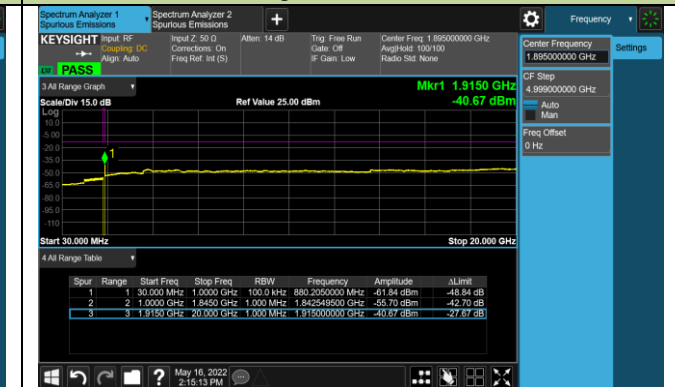 Spectrum Analyzer 1
Spurious Emissions
Spectrum Analyzer 2
Spurious Emissions
+
Frequency
KEYSIGHT
Input: RF
Coupling: DC
Align: Auto
Input Z: 50 Ω
Corrections: On
Freq Ref: Int (S)
Atten: 14 dB
Trig: Free Run
Gate: Off
IF Gain: Low
Center Freq: 1.895000000 GHz
Avg|Hold: 100/100
Radio Std: None
PASS
Center Frequency
1.895000000 GHz
Settings
CF Step
4.999000000 GHz
Auto
Man
Freq Offset
0 Hz
3 All Range Graph
Mkr1 1.9150 GHz
-40.67 dBm
Scale/Div 15.0 dB
Ref Value 25.00 dBm
Log
10.0
-5.00
-20.0
-35.0
-50.0
-65.0
-80.0
-95.0
-110
1
Start 30.000 MHz
Stop 20.000 GHz
4 All Range Table
Spur Range Start Freq Stop Freq RBW Frequency Amplitude ΔLimit
1 1 30.000 MHz 1.0000 GHz 100.0 kHz 880.2050000 MHz -61.84 dBm -48.84 dB
2 2 1.0000 GHz 1.8450 GHz 1.000 MHz 1.842549500 GHz -55.70 dBm -42.70 dB
3 3 1.9150 GHz 20.000 GHz 1.000 MHz 1.915000000 GHz -40.67 dBm -27.67 dB
?
May 16, 2022
2:15:13 PM